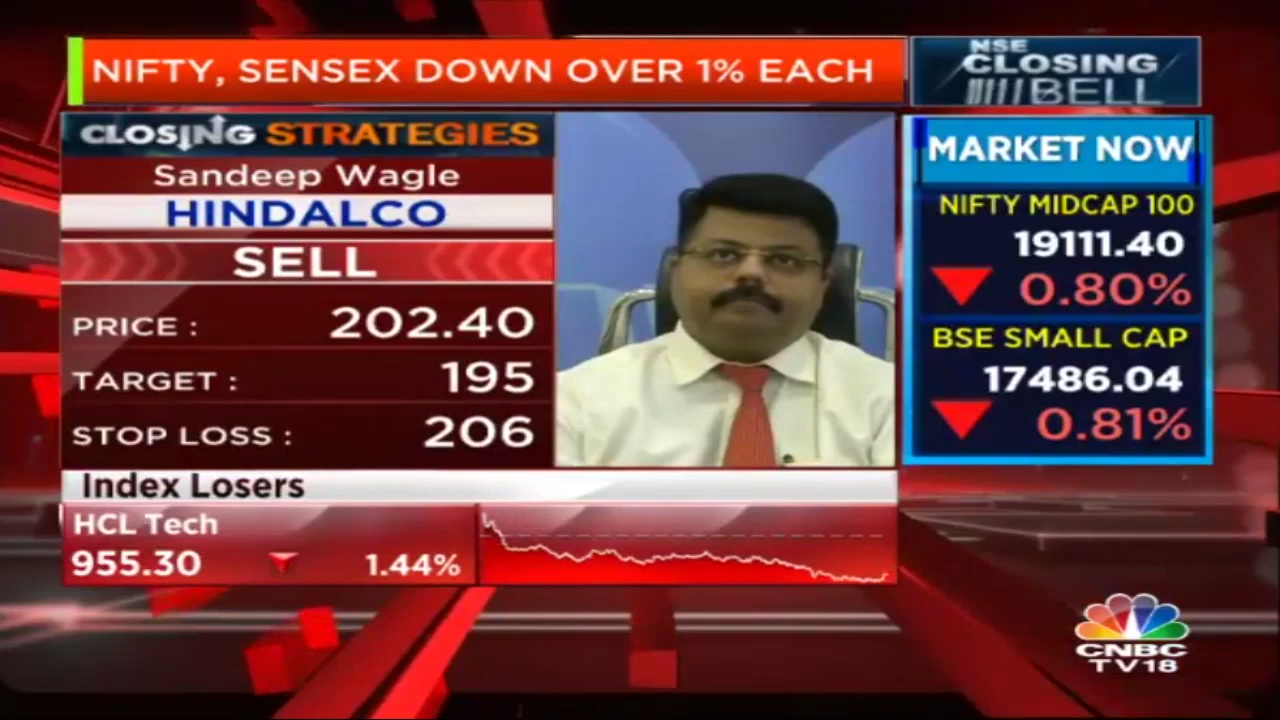 NIFTY, SENSEX DOWN OVER 1% EACH
NSE
CLOSING
BELL
CLOSING STRATEGIES
Sandeep Wagle
HINDALCO
SELL
PRICE : 202.40
TARGET : 195
STOP LOSS : 206
MARKET NOW
NIFTY MIDCAP 100
19111.40
0.80%
BSE SMALL CAP
17486.04
0.81%
Index Losers
HCL Tech
955.30 1.44%
CNBC
TV18